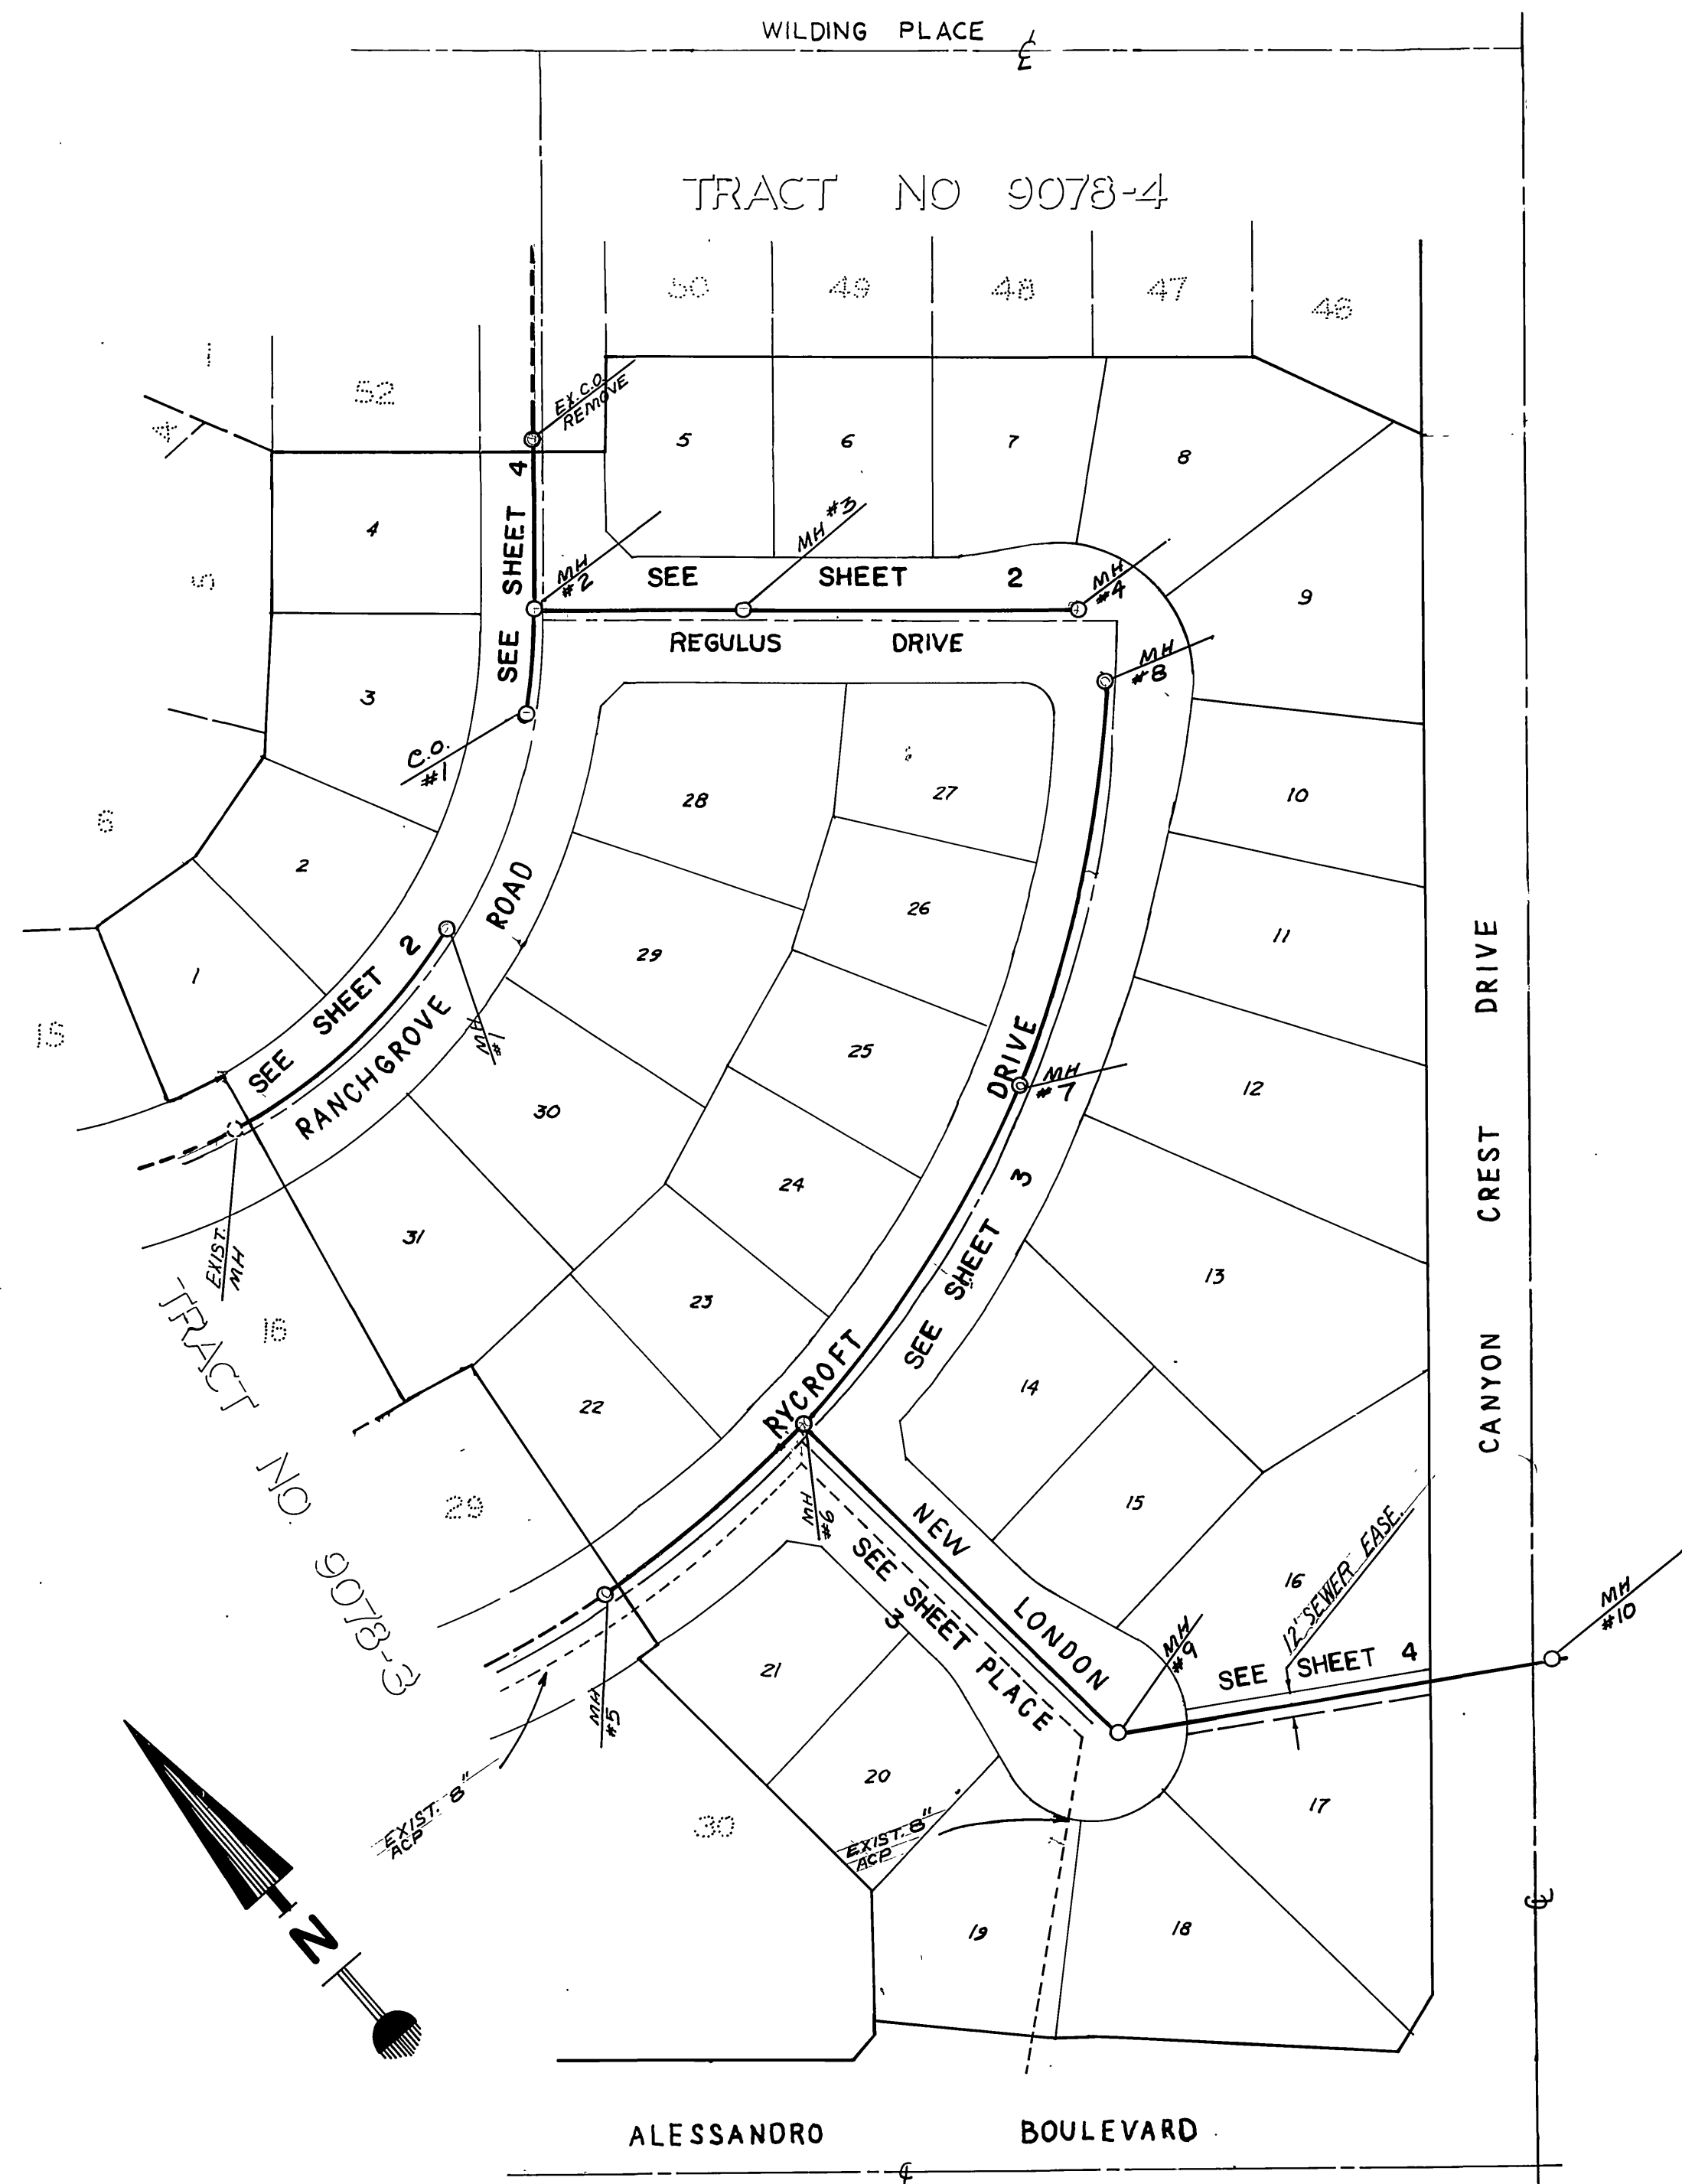 WILDING PLACE
℄
TRACT NO 9078-4
50
49
48
47
46
1
52
4
EX. C.O.
REMOVE
5
6
7
8
4
SEE SHEET 4
MH
#2
MH #3
SEE SHEET 2
MH
#4
9
5
REGULUS DRIVE
MH
#8
3
C.O.
#1
28
27
10
6
2
ROAD
26
11
29
1
SEE SHEET 2
15
RANCHGROVE
MH
#1
25
DRIVE
MH
#7
12
30
24
31
EXIST.
MH
SEE SHEET 3
13
TRACT NO 9078-3
16
23
RYCROFT
14
22
29
MH
#6
NEW LONDON
15
16
12' SEWER EASE.
SEE SHEET
3
PLACE
MH
#9
SEE SHEET 4
MH
#10
21
MH
#5
20
17
EXIST. 8"
ACP
30
EXIST. 8"
ACP
19
18
CANYON CREST DRIVE
℄
N
ALESSANDRO BOULEVARD
℄